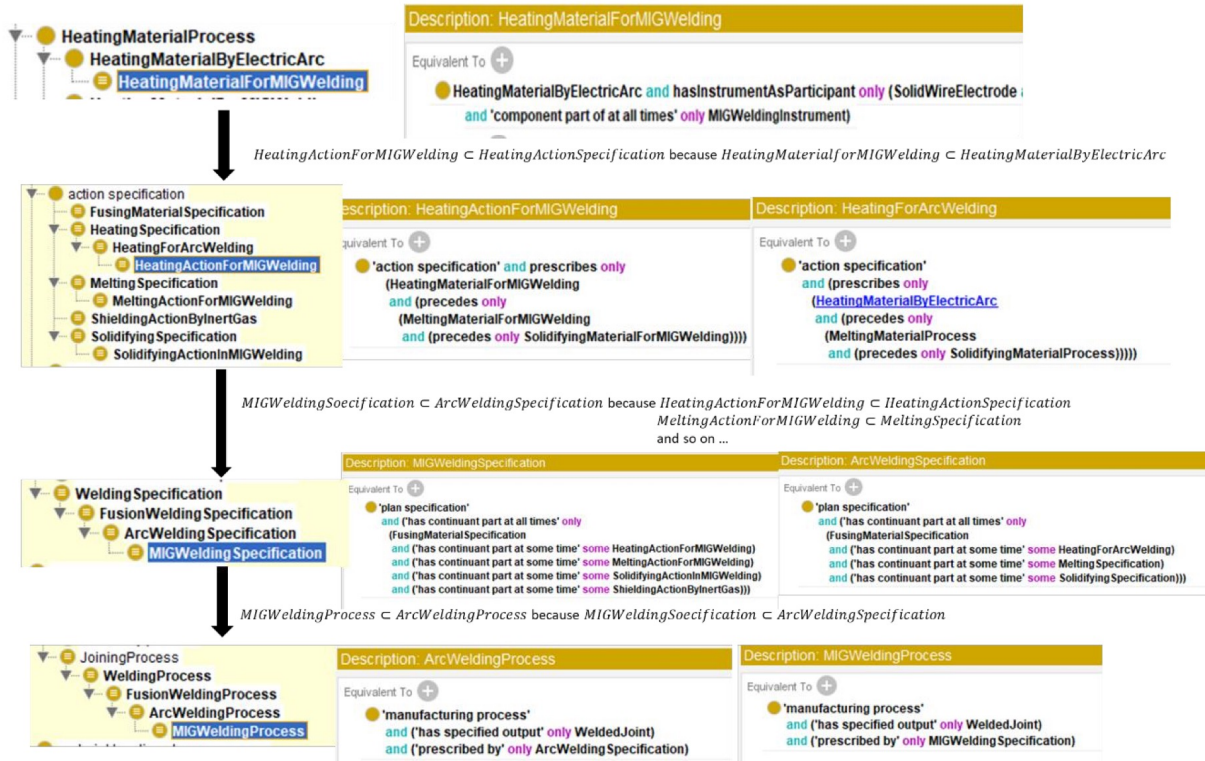 HeatingMaterialProcess
HeatingMaterialByElectricArc
HeatingMaterialForMIGWelding
Description: HeatingMaterialForMIGWelding
Equivalent To
HeatingMaterialByElectricArc and hasInstrumentAsParticipant only (SolidWireElectrode
and 'component part of at all times' only MIGWeldingInstrument)
HeatingActionForMIGWelding ⊂ HeatingActionSpecification because HeatingMaterialforMIGWelding ⊂ HeatingMaterialByElectricArc
action specification
FusingMaterialSpecification
HeatingSpecification
HeatingForArcWelding
HeatingActionForMIGWelding
MeltingSpecification
MeltingActionForMIGWelding
ShieldingActionByInertGas
SolidifyingSpecification
SolidifyingActionInMIGWelding
escription: HeatingActionForMIGWelding
quivalent To
'action specification' and prescribes only
(HeatingMaterialForMIGWelding
and (precedes only
(MeltingMaterialForMIGWelding
and (precedes only SolidifyingMaterialForMIGWelding))))
Description: HeatingForArcWelding
Equivalent To
'action specification'
and (prescribes only
(HeatingMaterialByElectricArc
and (precedes only
(MeltingMaterialProcess
and (precedes only SolidifyingMaterialProcess)))))
MIGWeldingSoecification ⊂ ArcWeldingSpecification because HeatingActionForMIGWelding ⊂ HeatingActionSpecification
MeltingActionForMIGWelding ⊂ MeltingSpecification
and so on ...
Welding Specification
FusionWeldingSpecification
ArcWeldingSpecification
MIGWeldingSpecification
Description: MIGWeldingSpecification
Equivalent To
'plan specification'
and ('has continuant part at all times' only
(FusingMaterialSpecification
and ('has continuant part at some time' some HeatingActionForMIGWelding)
and ('has continuant part at some time' some MeltingActionForMIGWelding)
and ('has continuant part at some time' some SolidifyingActionInMIGWelding)
and ('has continuant part at some time' some ShieldingActionByInertGas)))
Description: ArcWeldingSpecification
Equivalent To
'plan specification'
and ('has continuant part at all times' only
(FusingMaterialSpecification
and ('has continuant part at some time' some HeatingForArcWelding)
and ('has continuant part at some time' some MeltingSpecification)
and ('has continuant part at some time' some SolidifyingSpecification)))
MIGWeldingProcess ⊂ ArcWeldingProcess because MIGWeldingSoecification ⊂ ArcWeldingSpecification
JoiningProcess
WeldingProcess
FusionWeldingProcess
ArcWeldingProcess
MIGWeldingProcess
Description: ArcWeldingProcess
Equivalent To
'manufacturing process'
and ('has specified output' only WeldedJoint)
and ('prescribed by' only ArcWeldingSpecification)
Description: MIGWeldingProcess
Equivalent To
'manufacturing process'
and ('has specified output' only WeldedJoint)
and ('prescribed by' only MIGWeldingSpecification)